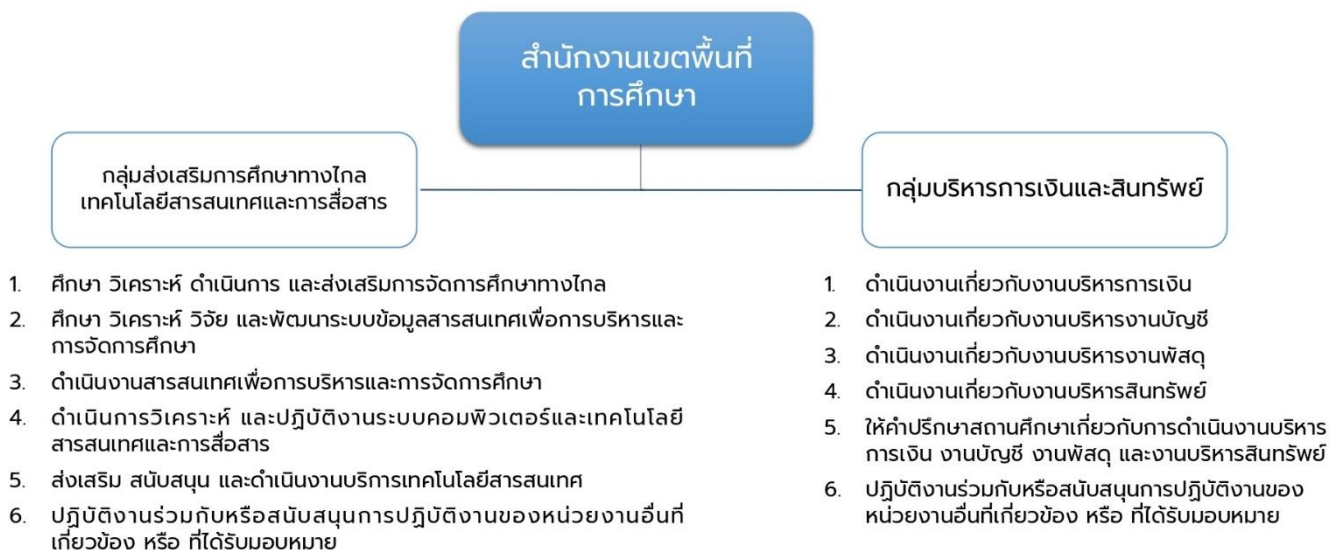 สำนักงานเขตพื้นที่
การศึกษา
กลุ่มส่งเสริมการศึกษาทางไกล
เทคโนโลยีสารสนเทศและการสื่อสาร
กลุ่มบริหารการเงินและสินทรัพย์
1. ศึกษา วิเคราะห์ ดำเนินการ และส่งเสริมการจัดการศึกษาทางไกล
2. ศึกษา วิเคราะห์ วิจัย และพัฒนาระบบข้อมูลสารสนเทศเพื่อการบริหารและ
การจัดการศึกษา
3. ดำเนินงานสารสนเทศเพื่อการบริหารและการจัดการศึกษา
4. ดำเนินการวิเคราะห์ และปฏิบัติงานระบบคอมพิวเตอร์และเทคโนโลยี
สารสนเทศและการสื่อสาร
5. ส่งเสริม สนับสนุน และดำเนินงานบริการเทคโนโลยีสารสนเทศ
6. ปฏิบัติงานร่วมกับหรือสนับสนุนการปฏิบัติงานของหน่วยงานอื่นที่
เกี่ยวข้อง หรือ ที่ได้รับมอบหมาย
1. ดำเนินงานเกี่ยวกับงานบริหารการเงิน
2. ดำเนินงานเกี่ยวกับงานบริหารงานบัญชี
3. ดำเนินงานเกี่ยวกับงานบริหารงานพัสดุ
4. ดำเนินงานเกี่ยวกับงานบริหารสินทรัพย์
5. ให้คำปรึกษาสถานศึกษาเกี่ยวกับการดำเนินงานบริหาร
การเงิน งานบัญชี งานพัสดุ และงานบริหารสินทรัพย์
6. ปฏิบัติงานร่วมกับหรือสนับสนุนการปฏิบัติงานของ
หน่วยงานอื่นที่เกี่ยวข้อง หรือ ที่ได้รับมอบหมาย